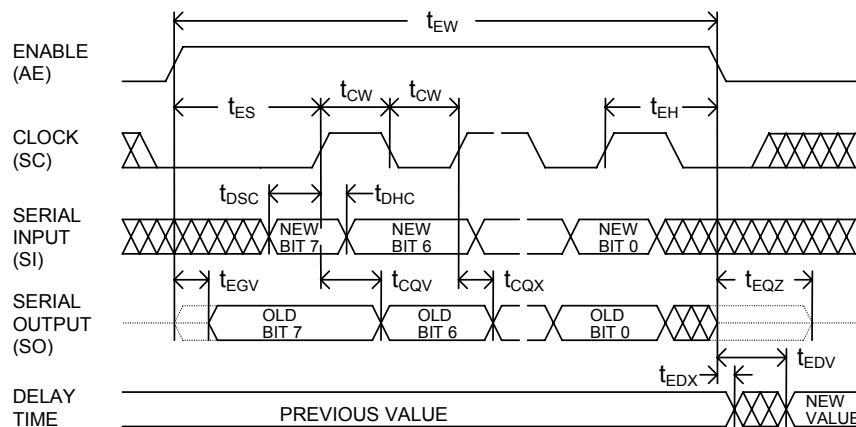 tEW
ENABLE
(AE)
tES
tCW
tCW
tEH
CLOCK
(SC)
tDSC
tDHC
SERIAL
INPUT
(SI)
NEW
BIT 7
NEW
BIT 6
NEW
BIT 0
tEGV
tCQV
tCQX
tEQZ
SERIAL
OUTPUT
(SO)
OLD
BIT 7
OLD
BIT 6
OLD
BIT 0
tEDX
tEDV
DELAY
TIME
PREVIOUS VALUE
NEW
VALUE